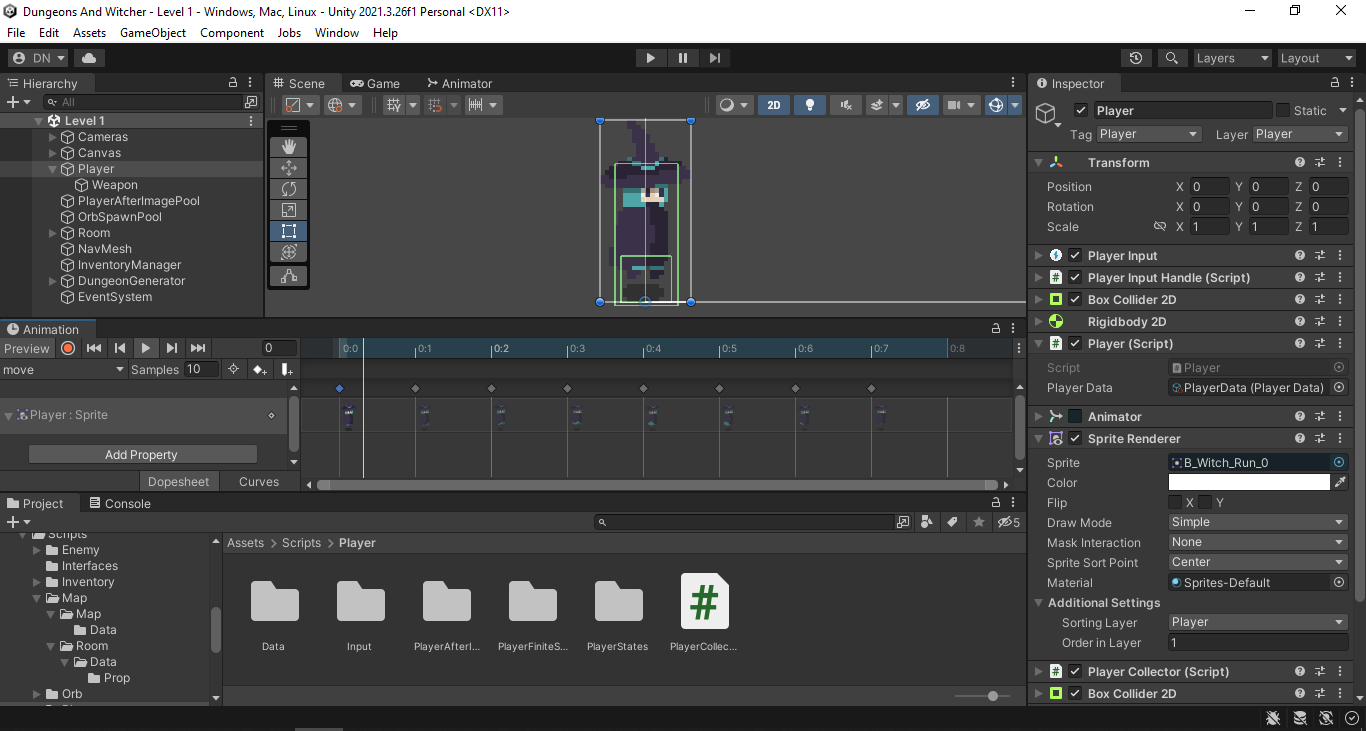 Dungeons And Witcher - Level 1 - Windows, Mac, Linux - Unity 2021.3.26f1 Personal <DX11>
File Edit Assets GameObject Component Jobs Window Help
DN Layers Layout
Hierarchy
All
Level 1
Cameras
Canvas
Player
Weapon
PlayerAfterImagePool
OrbSpawnPool
Room
NavMesh
InventoryManager
DungeonGenerator
EventSystem
Scene Game Animator
2D
Animation
Preview 0
0:0 0:1 0:2 0:3 0:4 0:5 0:6 0:7 0:8
move Samples 10
Player : Sprite
Add Property
Dopesheet Curves
Project Console
5
Scripts
Enemy
Interfaces
Inventory
Map
Map
Data
Room
Data
Prop
Orb
Assets > Scripts > Player
Data Input PlayerAfterI... PlayerFiniteS... PlayerStates PlayerCollec...
Inspector
Player Static
Tag Player Layer Player
Transform
Position X 0 Y 0 Z 0
Rotation X 0 Y 0 Z 0
Scale X 1 Y 1 Z 1
Player Input
Player Input Handle (Script)
Box Collider 2D
Rigidbody 2D
Player (Script)
Script Player
Player Data PlayerData (Player Data)
Animator
Sprite Renderer
Sprite B_Witch_Run_0
Color
Flip X Y
Draw Mode Simple
Mask Interaction None
Sprite Sort Point Center
Material Sprites-Default
Additional Settings
Sorting Layer Player
Order in Layer 1
Player Collector (Script)
Box Collider 2D